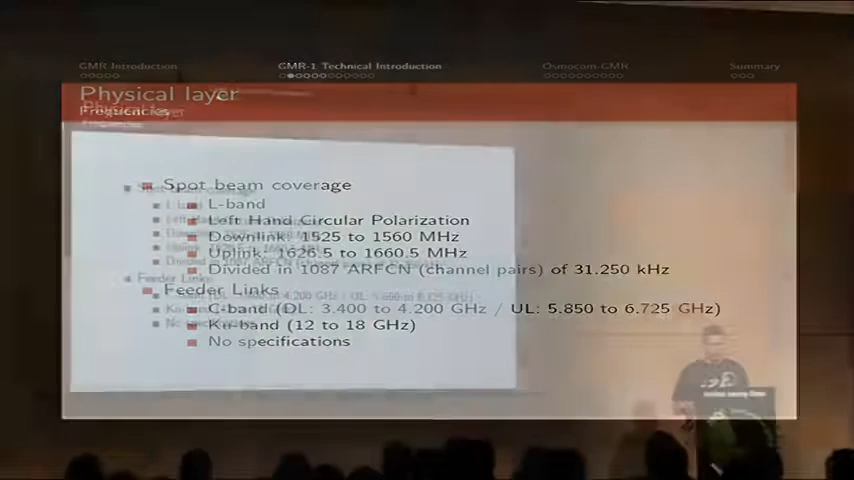 GMR Introduction
GMR-1 Technical Introduction
Osmocom-GMR
Summary
Physical layer
Frequencies
Spot beam coverage
L-band
Left Hand Circular Polarization
Downlink: 1525 to 1560 MHz
Uplink: 1626.5 to 1660.5 MHz
Divided in 1087 ARFCN (channel pairs) of 31.250 kHz
Feeder Links
C-band (DL: 3.400 to 4.200 GHz / UL: 5.850 to 6.725 GHz)
Ku-band (12 to 18 GHz)
No specifications